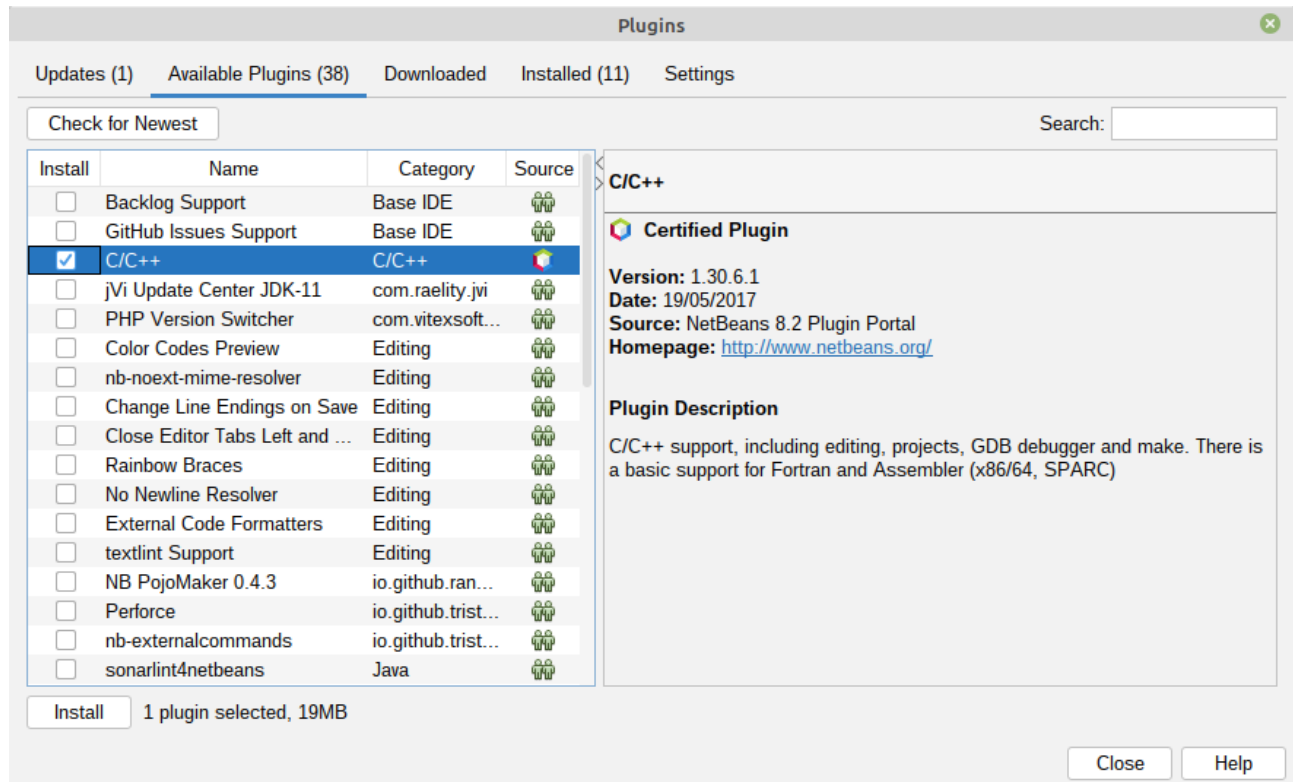 Plugins
Updates (1) Available Plugins (38) Downloaded Installed (11) Settings
Check for Newest Search:
Install Name Category Source
Backlog Support Base IDE
GitHub Issues Support Base IDE
C/C++ C/C++
jVi Update Center JDK-11 com.raelity.jvi
PHP Version Switcher com.vitexsoft...
Color Codes Preview Editing
nb-noext-mime-resolver Editing
Change Line Endings on Save Editing
Close Editor Tabs Left and ... Editing
Rainbow Braces Editing
No Newline Resolver Editing
External Code Formatters Editing
textlint Support Editing
NB PojoMaker 0.4.3 io.github.ran...
Perforce io.github.trist...
nb-externalcommands io.github.trist...
sonarlint4netbeans Java
C/C++
Certified Plugin
Version: 1.30.6.1
Date: 19/05/2017
Source: NetBeans 8.2 Plugin Portal
Homepage: http://www.netbeans.org/
Plugin Description
C/C++ support, including editing, projects, GDB debugger and make. There is
a basic support for Fortran and Assembler (x86/64, SPARC)
Install 1 plugin selected, 19MB
Close Help